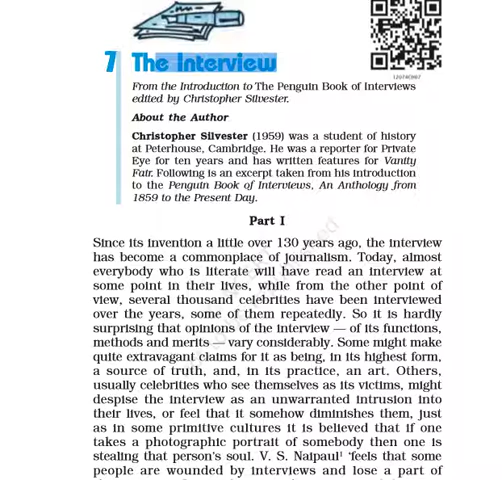 12074CH07
7 The Interview
From the Introduction to The Penguin Book of Interviews
edited by Christopher Silvester.
About the Author
Christopher Silvester (1959) was a student of history
at Peterhouse, Cambridge. He was a reporter for Private
Eye for ten years and has written features for Vanity
Fair. Following is an excerpt taken from his introduction
to the Penguin Book of Interviews, An Anthology from
1859 to the Present Day.
Part I
Since its invention a little over 130 years ago, the interview
has become a commonplace of journalism. Today, almost
everybody who is literate will have read an interview at
some point in their lives, while from the other point of
view, several thousand celebrities have been interviewed
over the years, some of them repeatedly. So it is hardly
surprising that opinions of the interview — of its functions,
methods and merits — vary considerably. Some might make
quite extravagant claims for it as being, in its highest form,
a source of truth, and, in its practice, an art. Others,
usually celebrities who see themselves as its victims, might
despise the interview as an unwarranted intrusion into
their lives, or feel that it somehow diminishes them, just
as in some primitive cultures it is believed that if one
takes a photographic portrait of somebody then one is
stealing that person's soul. V. S. Naipaul¹ 'feels that some
people are wounded by interviews and lose a part of